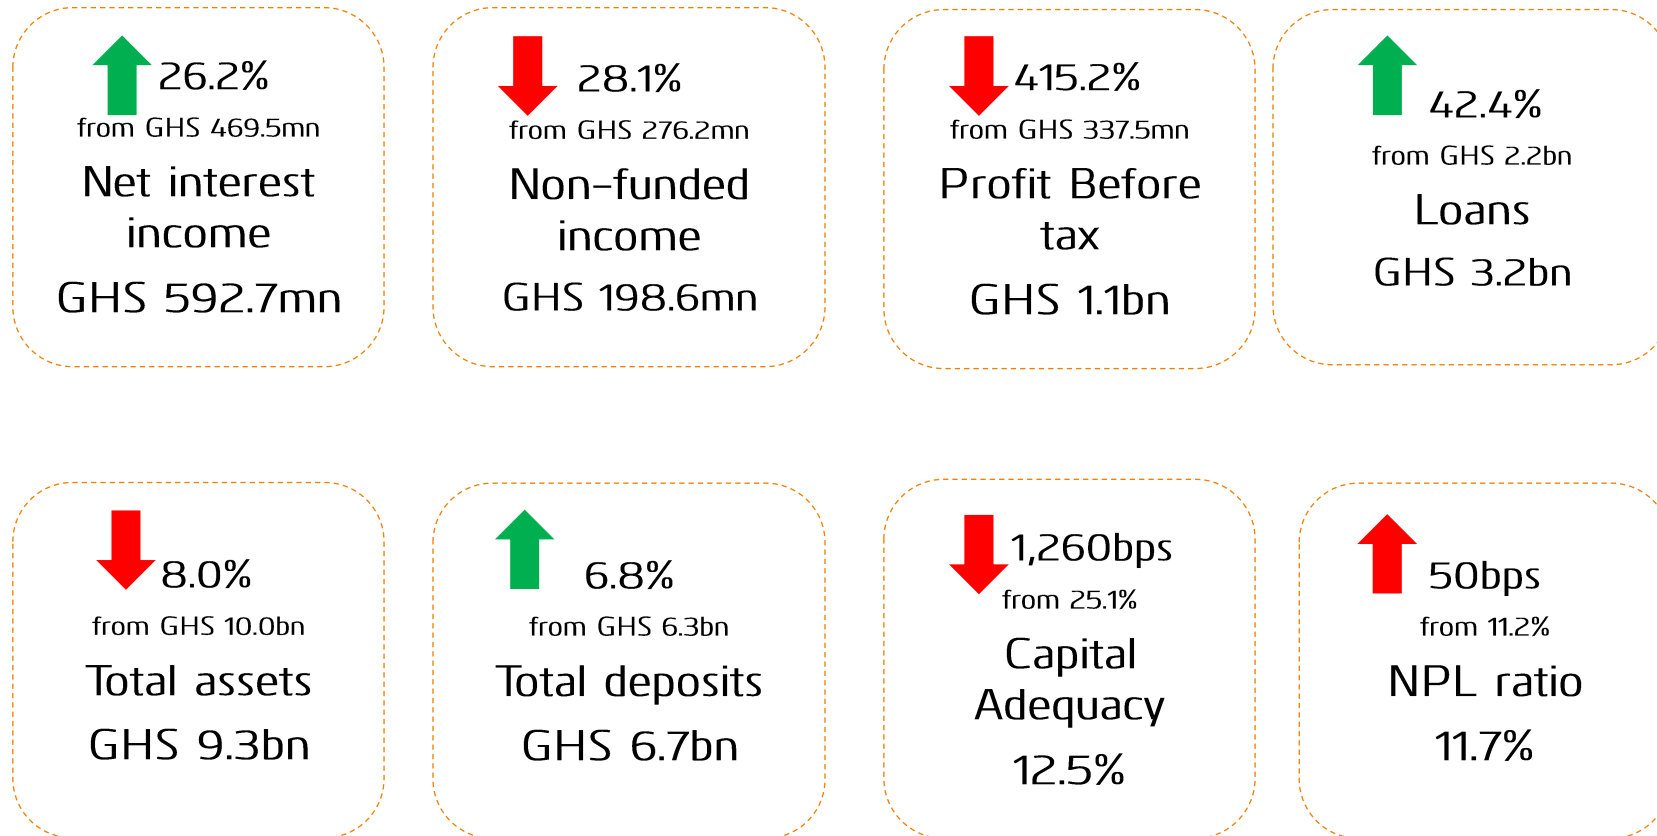 26.2%
from GHS 469.5mn
Net interest
income
GHS 592.7mn
28.1%
from GHS 276.2mn
Non-funded
income
GHS 198.6mn
415.2%
from GHS 337.5mn
Profit Before
tax
GHS 1.1bn
42.4%
from GHS 2.2bn
Loans
GHS 3.2bn
8.0%
from GHS 10.0bn
Total assets
GHS 9.3bn
6.8%
from GHS 6.3bn
Total deposits
GHS 6.7bn
1,260bps
from 25.1%
Capital
Adequacy
12.5%
50bps
from 11.2%
NPL ratio
11.7%